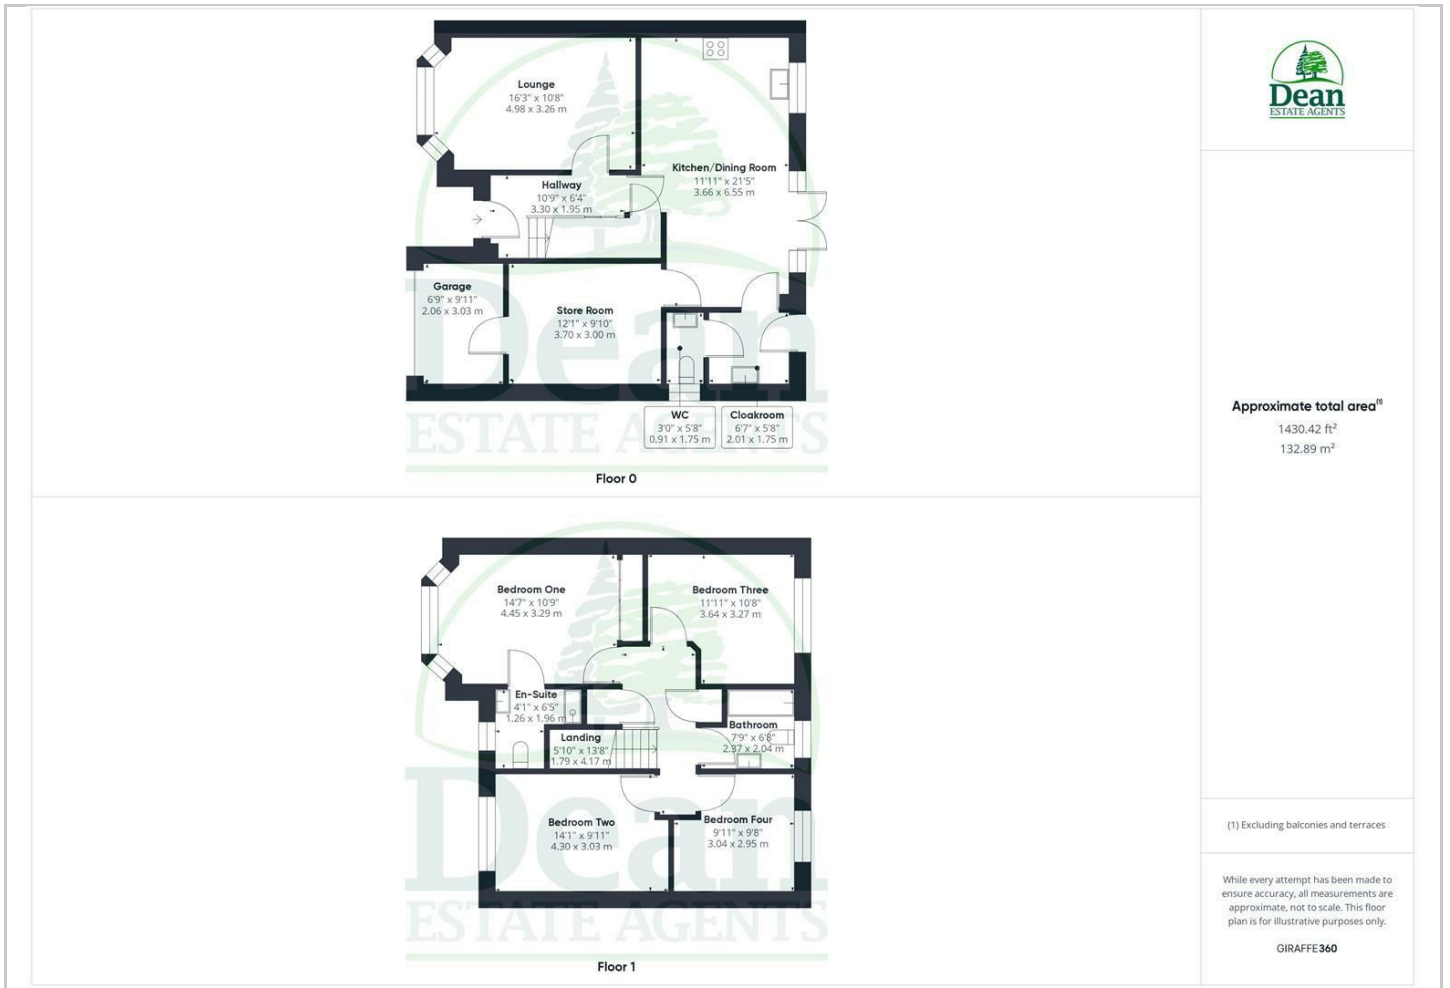 Lounge
16'3" x 10'8"
4.98 x 3.26 m
Kitchen/Dining Room
11'11" x 21'5"
3.66 x 6.55 m
Hallway
10'9" x 6'4"
3.30 x 1.95 m
Garage
6'9" x 9'11"
2.06 x 3.03 m
Store Room
12'1" x 9'10"
3.70 x 3.00 m
WC
3'0" x 5'8"
0.91 x 1.75 m
Cloakroom
6'7" x 5'8"
2.01 x 1.75 m
Dean
ESTATE AGENTS
Floor 0
Bedroom One
14'7" x 10'9"
4.45 x 3.29 m
Bedroom Three
11'11" x 10'8"
3.64 x 3.27 m
En-Suite
4'1" x 6'5"
1.26 x 1.96 m
Landing
5'10" x 13'8"
1.79 x 4.17 m
Bathroom
7'9" x 6'8"
2.37 x 2.04 m
Bedroom Two
14'1" x 9'11"
4.30 x 3.03 m
Bedroom Four
9'11" x 9'8"
3.04 x 2.95 m
Dean
ESTATE AGENTS
Floor 1
Dean
ESTATE AGENTS
Approximate total area(1)
1430.42 ft²
132.89 m²
(1) Excluding balconies and terraces
While every attempt has been made to
ensure accuracy, all measurements are
approximate, not to scale. This floor
plan is for illustrative purposes only.
GIRAFFE360